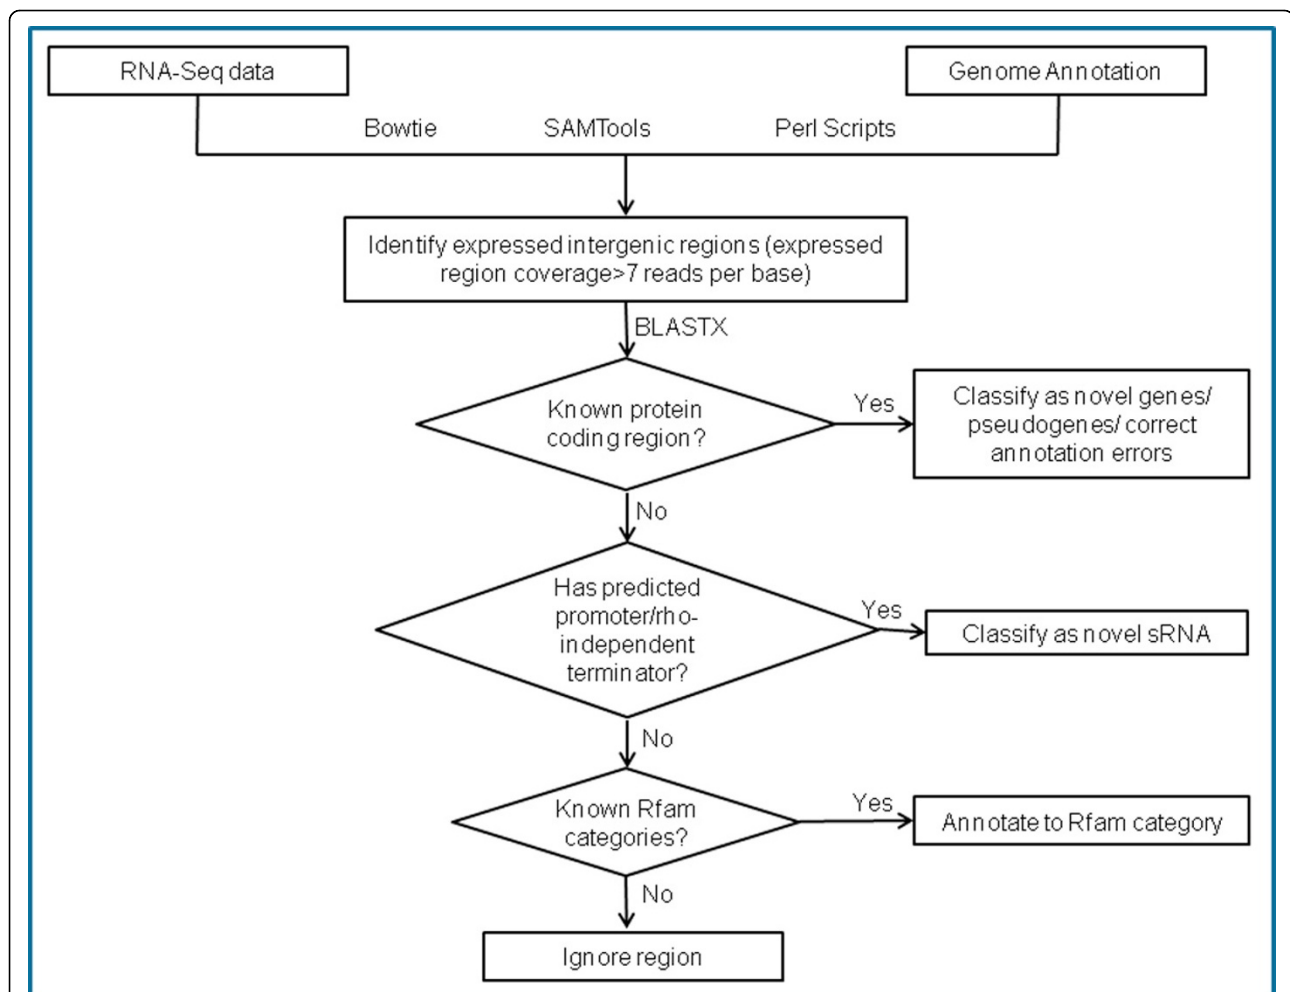 RNA-Seq data
Genome Annotation
Bowtie SAMTools Perl Scripts
Identify expressed intergenic regions (expressed
region coverage>7 reads per base)
BLASTX
Known protein
coding region?
Yes
Classify as novel genes/
pseudogenes/ correct
annotation errors
No
Has predicted
promoter/rho-
independent
terminator?
Yes
Classify as novel sRNA
No
Known Rfam
categories?
Yes
Annotate to Rfam category
No
Ignore region